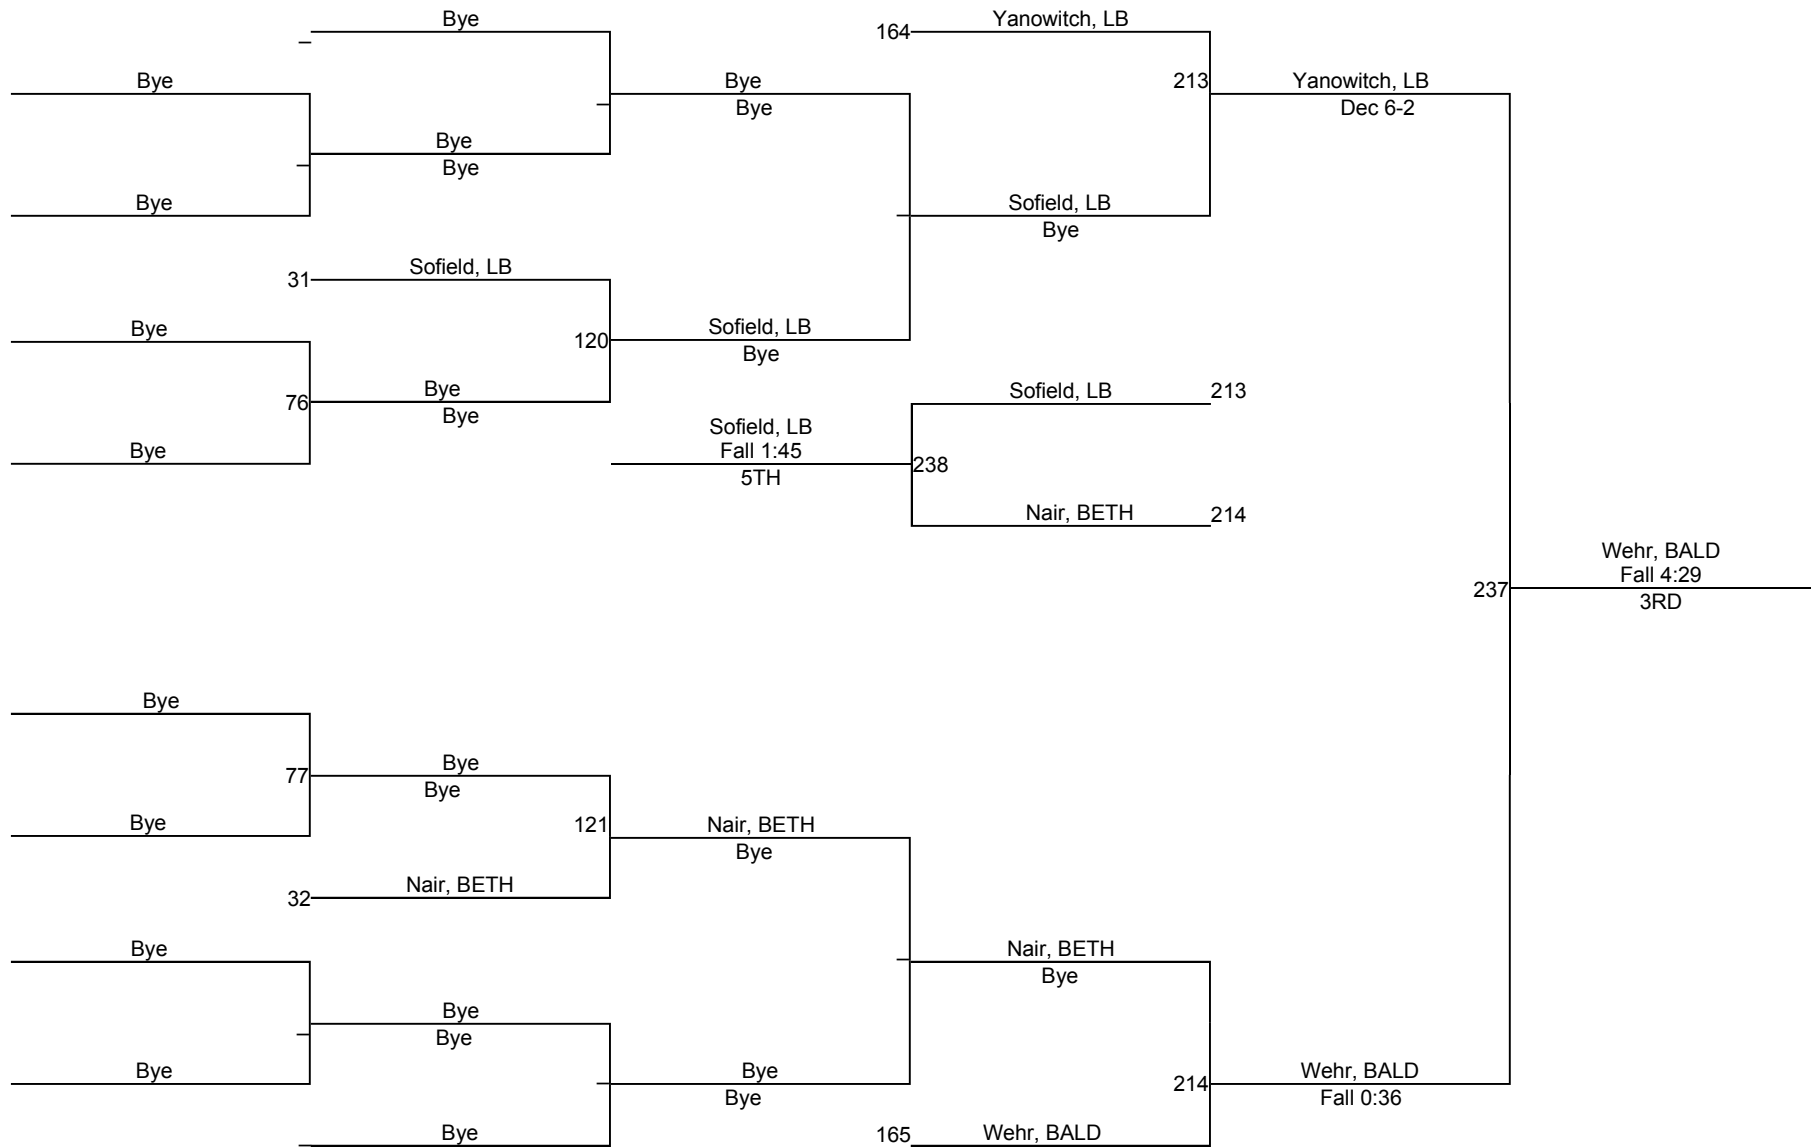 Bye
Yanowitch, LB
164
Bye
Bye
213
Yanowitch, LB
Bye
Dec 6-2
Bye
Bye
Bye
Sofield, LB
Bye
Sofield, LB
31
Bye
Sofield, LB
120
Bye
Bye
Sofield, LB
213
76
Bye
Sofield, LB
Bye
Fall 1:45
238
5TH
Nair, BETH
214
Wehr, BALD
Fall 4:29
237
3RD
Bye
Bye
77
Bye
Bye
121
Nair, BETH
Bye
Nair, BETH
32
Bye
Nair, BETH
Bye
Bye
Bye
Bye
Bye
214
Wehr, BALD
Bye
Fall 0:36
Bye
165
Wehr, BALD